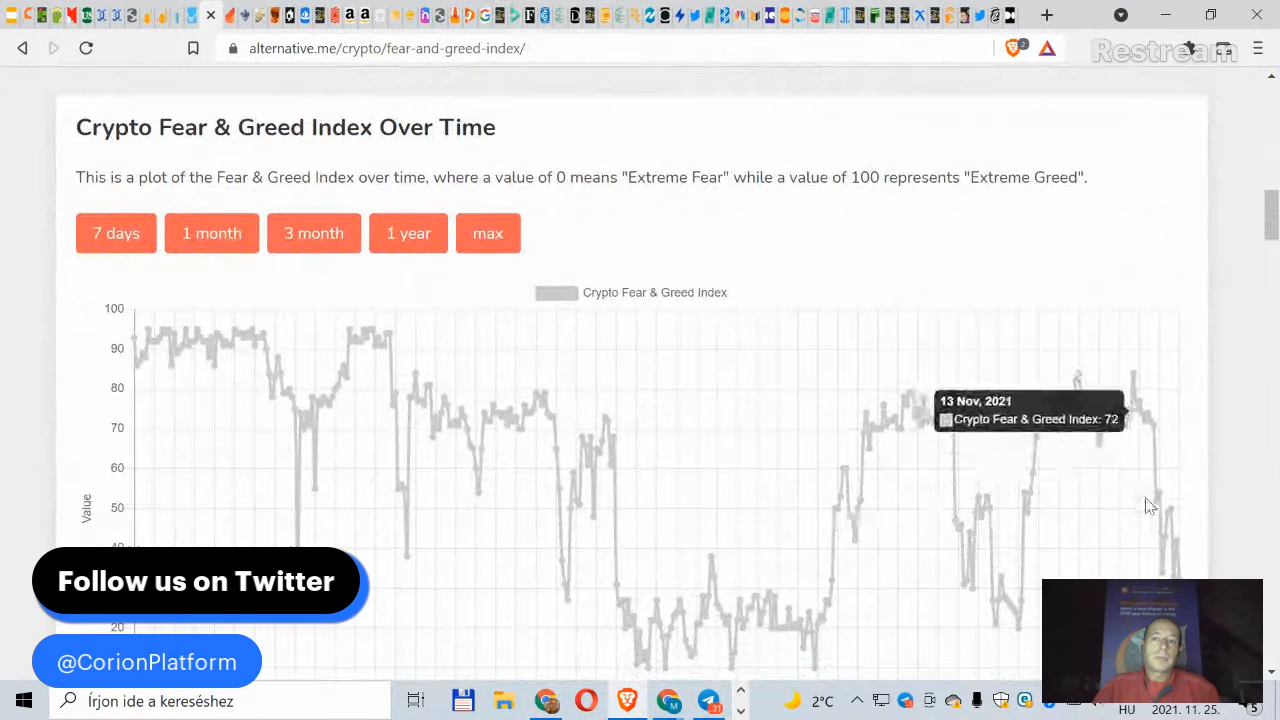 alternative.me/crypto/fear-and-greed-index/
2
Restream
Crypto Fear & Greed Index Over Time
This is a plot of the Fear & Greed Index over time, where a value of 0 means "Extreme Fear" while a value of 100 represents "Extreme Greed".
7 days
1 month
3 month
1 year
max
Crypto Fear & Greed Index
100
90
80
70
60
50
20
Value
13 Nov, 2021
Crypto Fear & Greed Index: 72
Follow us on Twitter
@CorionPlatform
Írjon ide a kereséshez
2°C
HU
2021. 11. 25.